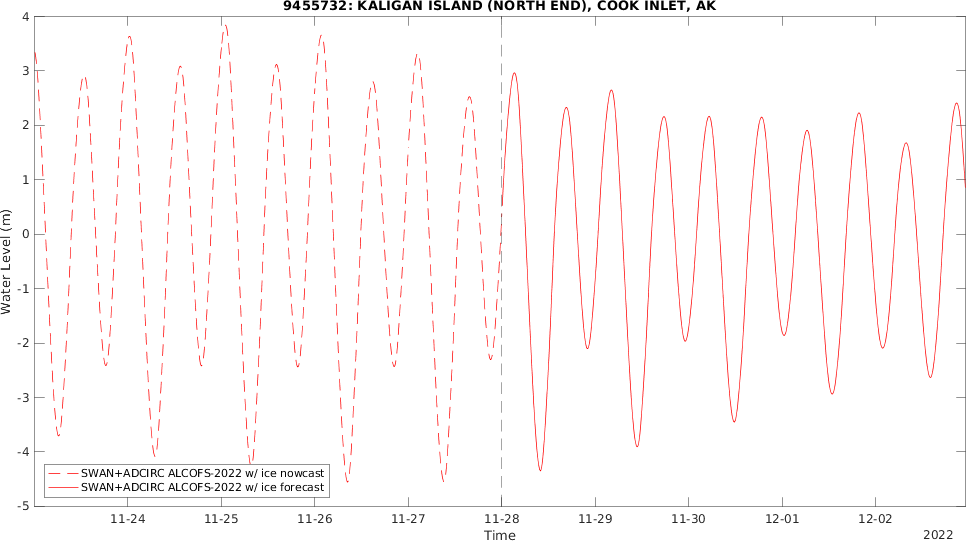 9455732: KALIGAN ISLAND (NORTH END), COOK INLET, AK
4
3
2
1
0
-1
-2
-3
-4
-5
Water Level (m)
SWAN+ADCIRC ALCOFS-2022 w/ ice nowcast
SWAN+ADCIRC ALCOFS-2022 w/ ice forecast
11-24 11-25 11-26 11-27 11-28 11-29 11-30 12-01 12-02
Time
2022